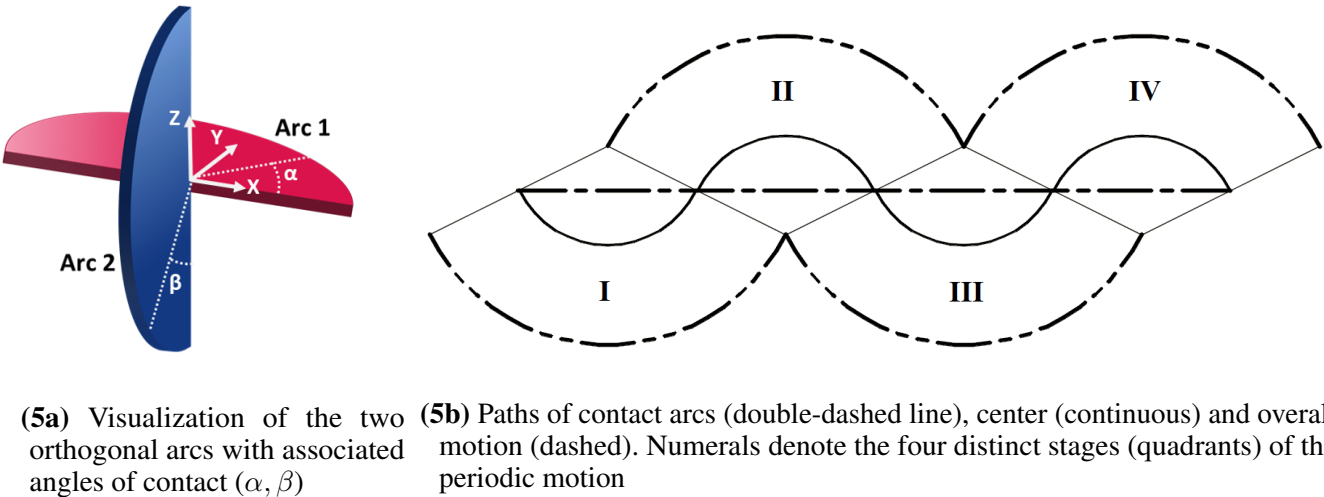 Z
Y
Arc 1
α
X
Arc 2
β
II
IV
I
III
(5a) Visualization of the two
orthogonal arcs with associated
angles of contact (α, β)
(5b) Paths of contact arcs (double-dashed line), center (continuous) and overal
motion (dashed). Numerals denote the four distinct stages (quadrants) of th
periodic motion